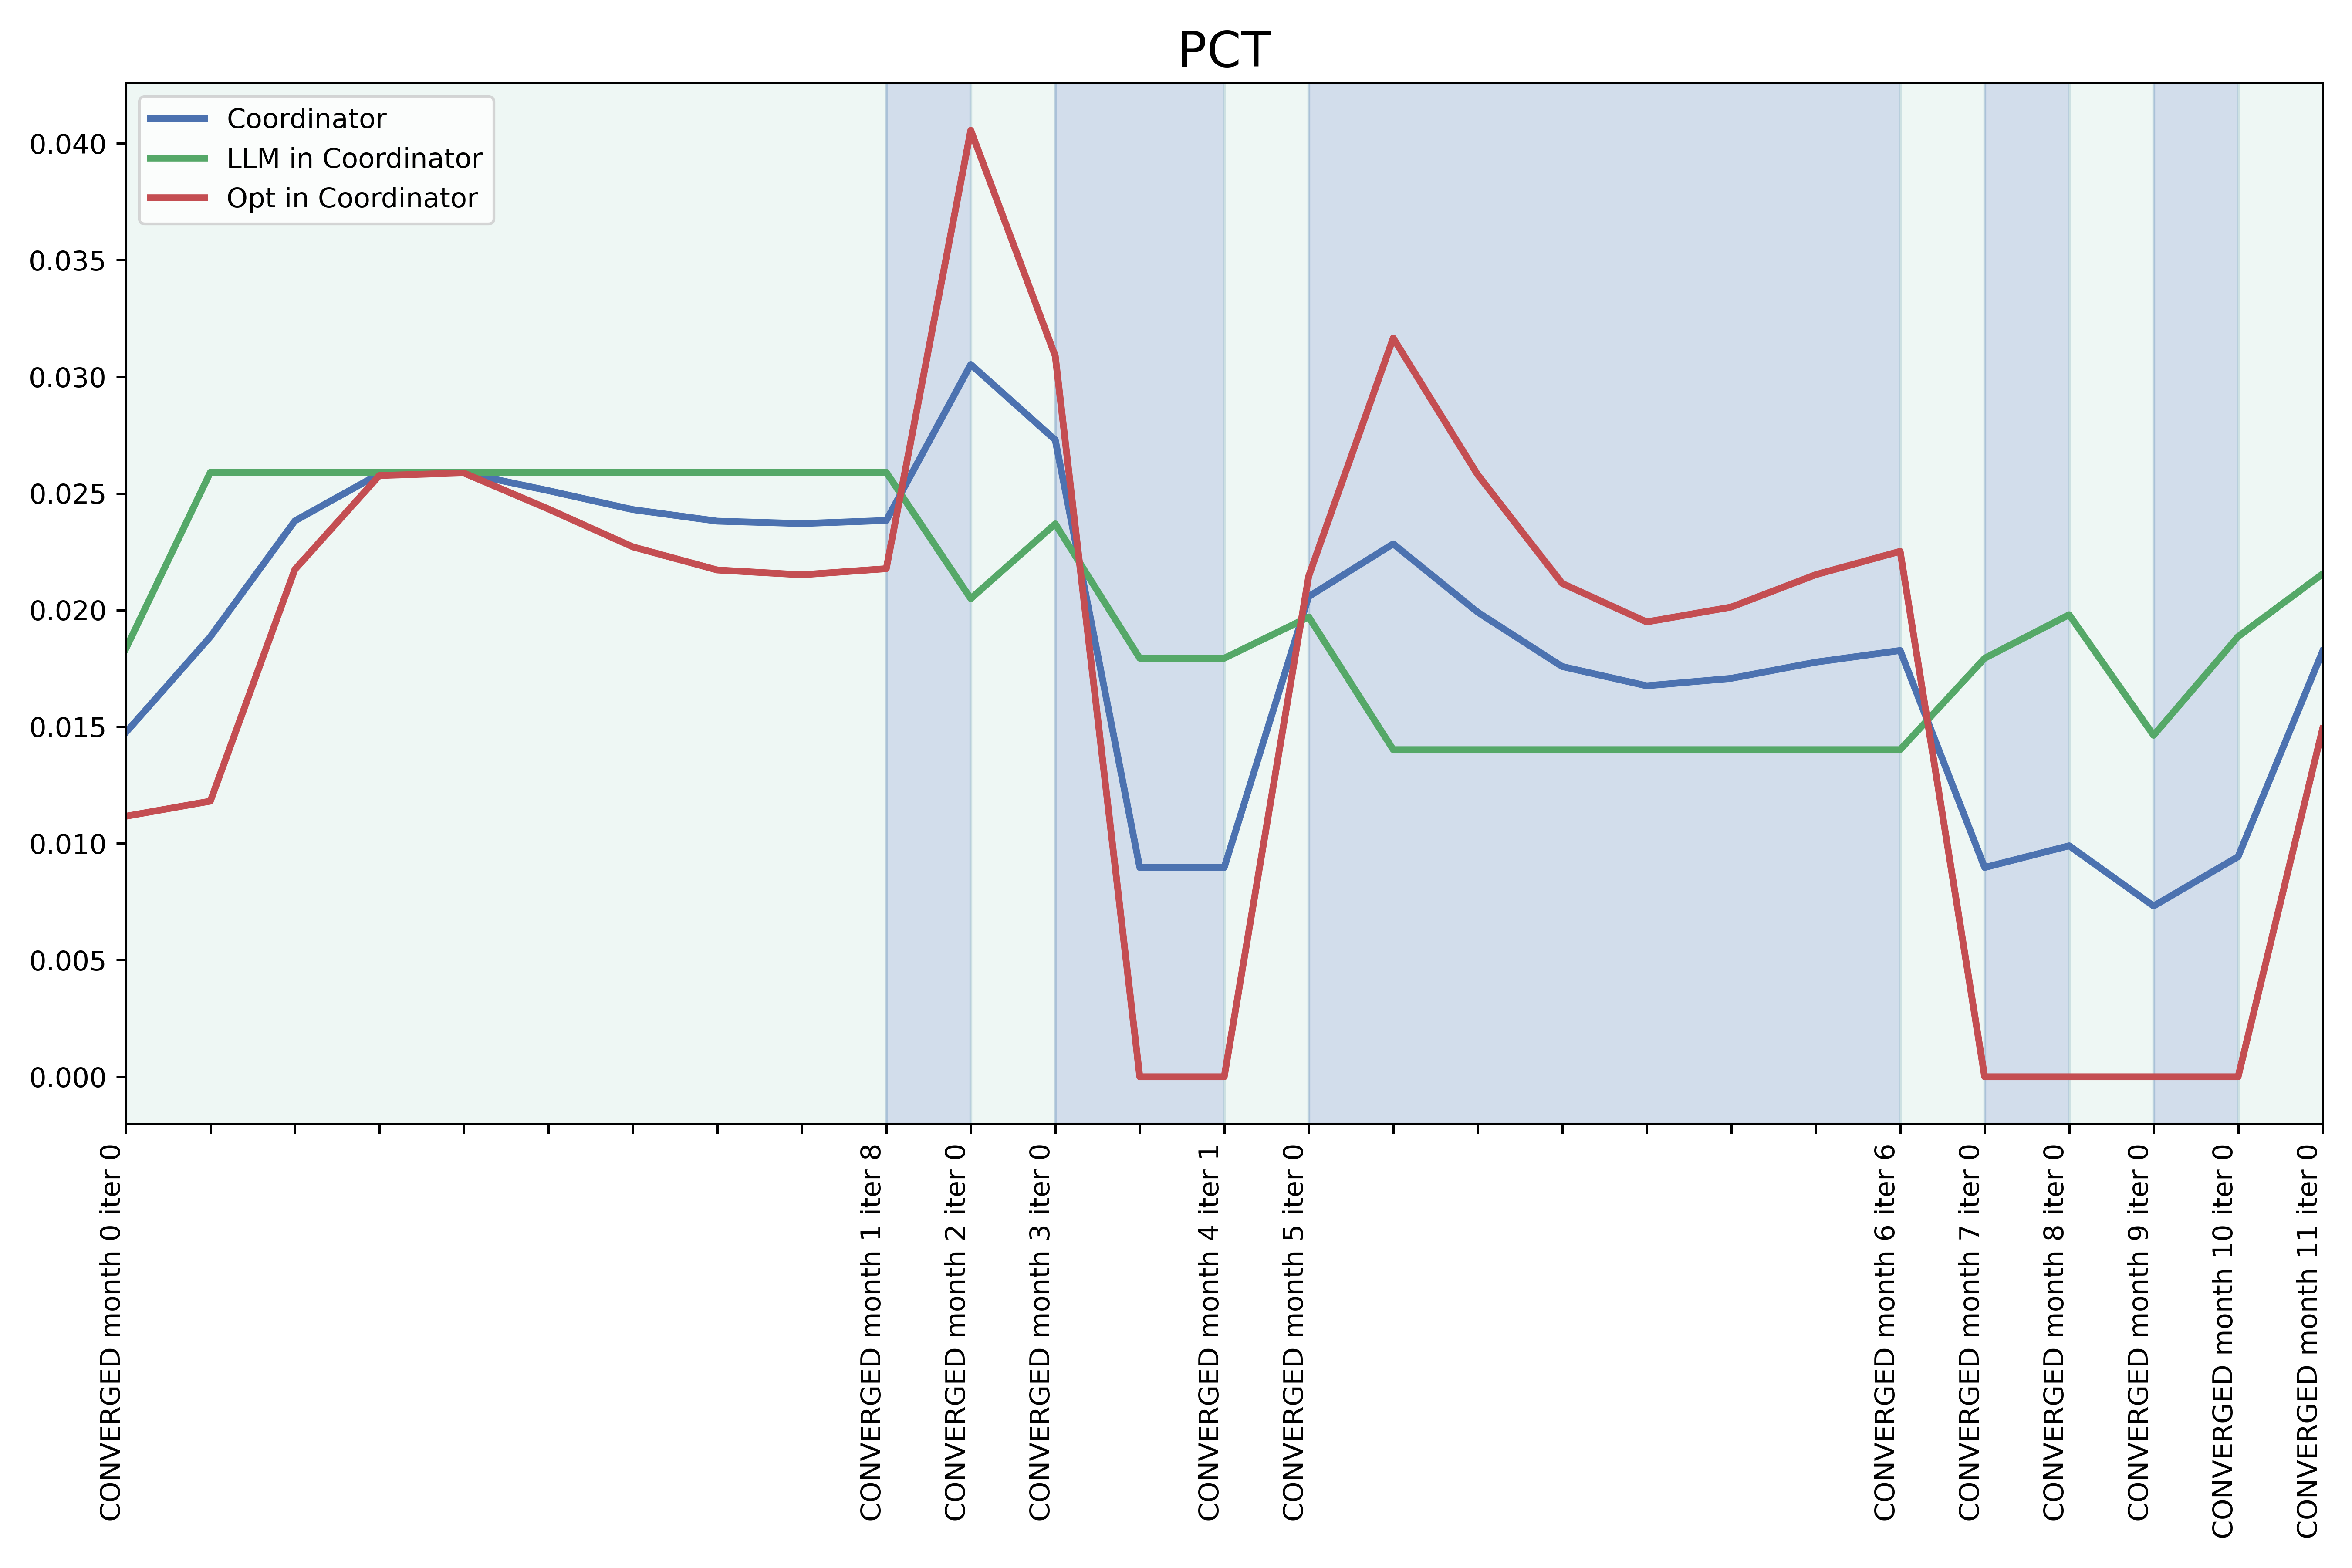 PCT
Coordinator
LLM in Coordinator
Opt in Coordinator
0.040
0.035
0.030
0.025
0.020
0.015
0.010
0.005
0.000
CONVERGED month 0 iter 0
CONVERGED month 1 iter 8
CONVERGED month 2 iter 0
CONVERGED month 3 iter 0
CONVERGED month 4 iter 1
CONVERGED month 5 iter 0
CONVERGED month 6 iter 6
CONVERGED month 7 iter 0
CONVERGED month 8 iter 0
CONVERGED month 9 iter 0
CONVERGED month 10 iter 0
CONVERGED month 11 iter 0